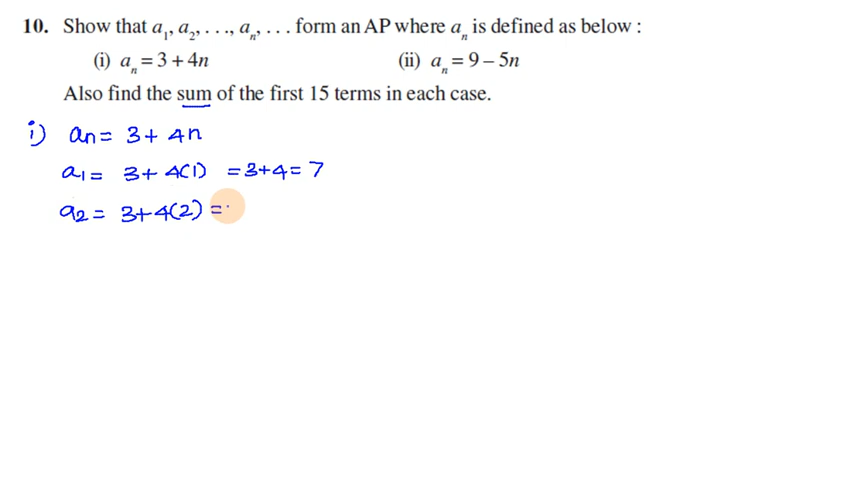 10. Show that a₁, a₂, . . ., aₙ, . . . form an AP where aₙ is defined as below :
(i) aₙ = 3 + 4n (ii) aₙ = 9 – 5n
Also find the sum of the first 15 terms in each case.
i) an = 3 + 4n
a₁ = 3 + 4(1) = 3+4 = 7
a₂ = 3+4(2) =